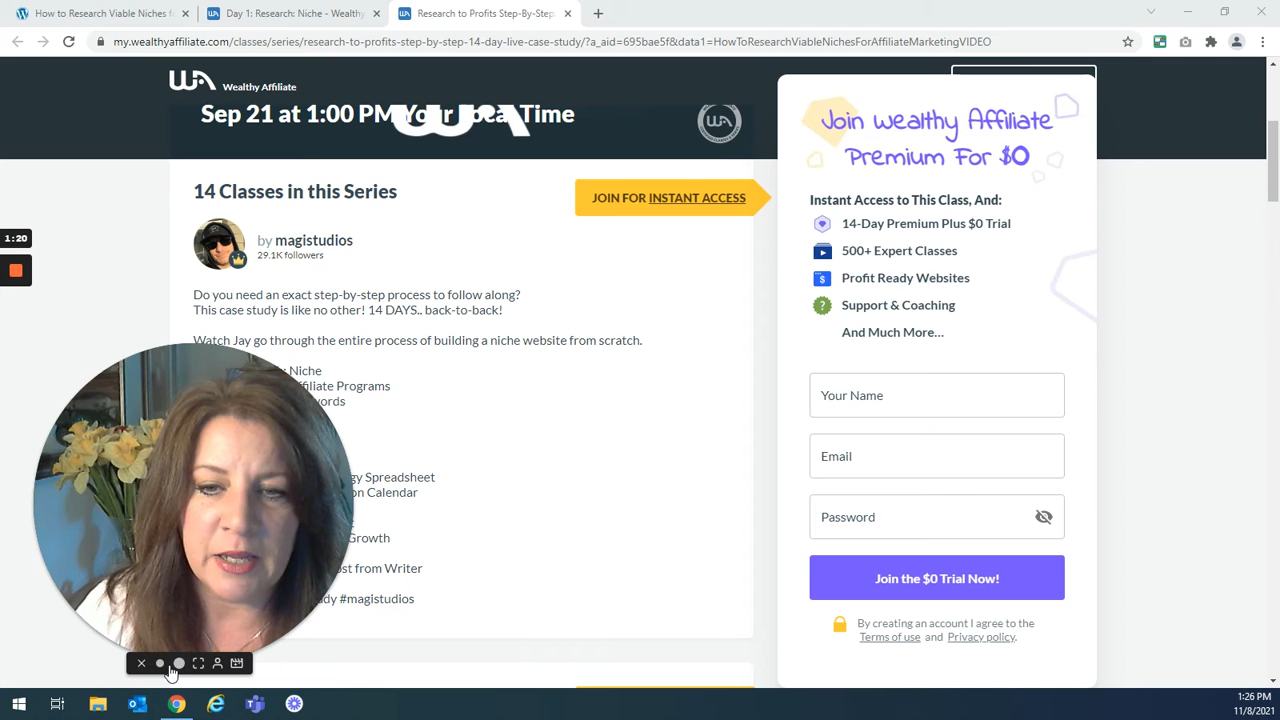 How to Research Viable Niches f
Day 1: Research: Niche - Wealthy
Research to Profits Step-By-Step
my.wealthyaffiliate.com/classes/series/research-to-profits-step-by-step-14-day-live-case-study/?a_aid=695bae5f&data1=HowToResearchViableNichesForAffiliateMarketingVIDEO
WA Wealthy Affiliate
Sep 21 at 1:00 PM Your Local Time
14 Classes in this Series
JOIN FOR INSTANT ACCESS
by magistudios
29.1K followers
Do you need an exact step-by-step process to follow along?
This case study is like no other! 14 DAYS.. back-to-back!
Watch Jay go through the entire process of building a niche website from scratch.
Niche
Affiliate Programs
Spreadsheet
Calendar
Growth
from Writer
#magistudios
1:20
Join Wealthy Affiliate
Premium For $0
Instant Access to This Class, And:
14-Day Premium Plus $0 Trial
500+ Expert Classes
Profit Ready Websites
Support & Coaching
And Much More...
Your Name
Email
Password
Join the $0 Trial Now!
By creating an account I agree to the
Terms of use and Privacy policy.
1:26 PM
11/8/2021